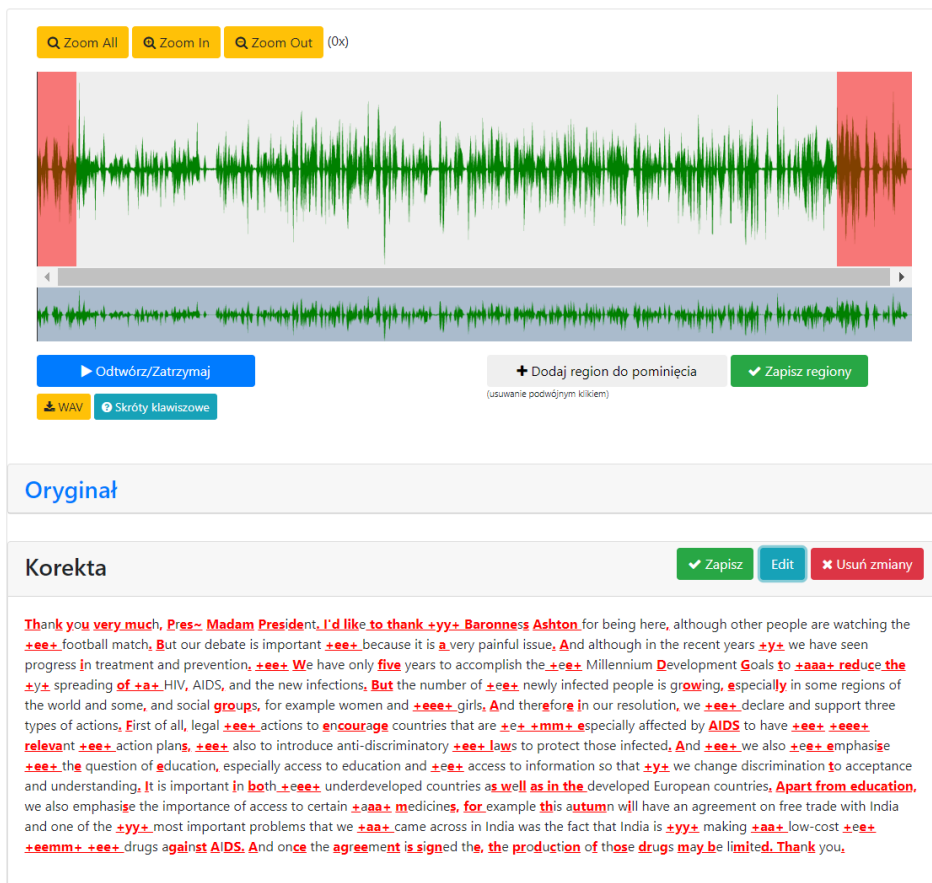 Zoom All Zoom In Zoom Out (0x)
Odtwórz/Zatrzymaj
Dodaj region do pominięcia
Zapisz regiony
(usuwanie podwójnym klikiem)
WAV
Skróty klawiszowe
Oryginał
Korekta
Zapisz
Edit
Usuń zmiany
Thank you very much, Pres~ Madam President. I'd like to thank +yy+ Baronness Ashton for being here, although other people are watching the
+ee+ football match. But our debate is important +ee+ because it is a very painful issue. And although in the recent years +y+ we have seen
progress in treatment and prevention. +ee+ We have only five years to accomplish the +ee+ Millennium Development Goals to +aaa+ reduce the
+y+ spreading of +a+ HIV, AIDS, and the new infections. But the number of +ee+ newly infected people is growing, especially in some regions of
the world and some, and social groups, for example women and +eee+ girls. And therefore in our resolution, we +ee+ declare and support three
types of actions. First of all, legal +ee+ actions to encourage countries that are +e+ +mm+ especially affected by AIDS to have +ee+ +eee+
relevant +ee+ action plans, +ee+ also to introduce anti-discriminatory +ee+ laws to protect those infected. And +ee+ we also +ee+ emphasise
+ee+ the question of education, especially access to education and +ee+ access to information so that +y+ we change discrimination to acceptance
and understanding. It is important in both +eee+ underdeveloped countries as well as in the developed European countries. Apart from education,
we also emphasise the importance of access to certain +aaa+ medicines, for example this autumn will have an agreement on free trade with India
and one of the +yy+ most important problems that we +aa+ came across in India was the fact that India is +yy+ making +aa+ low-cost +ee+
+eemm+ +ee+ drugs against AIDS. And once the agreement is signed the, the production of those drugs may be limited. Thank you.